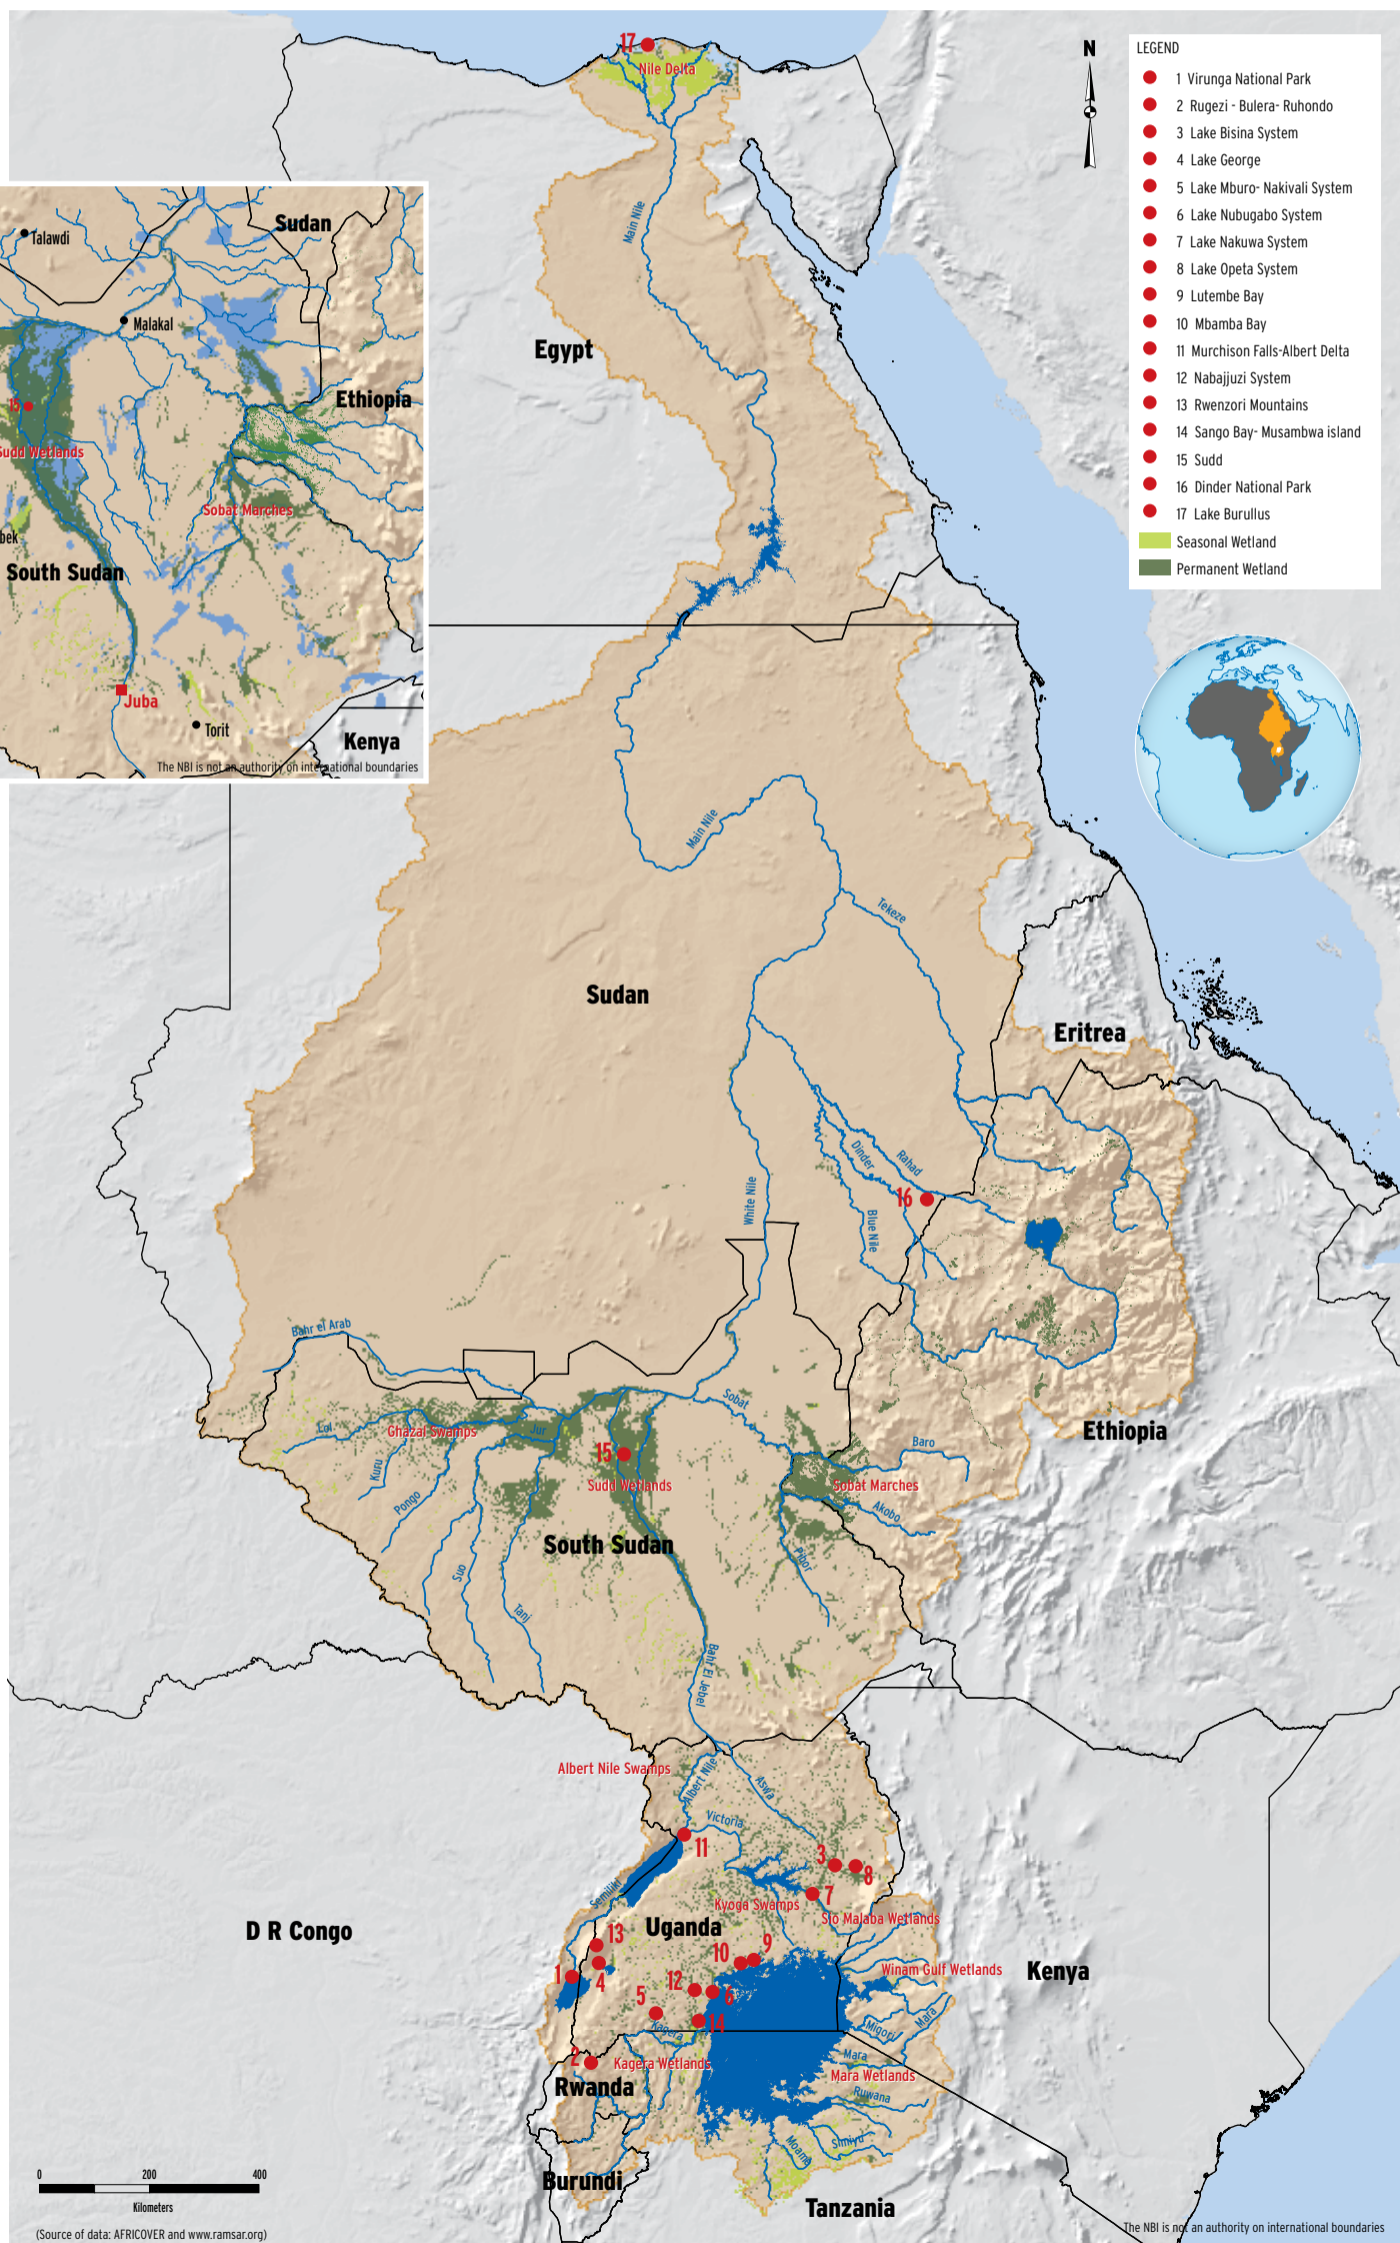 17
Nile Delta
N
LEGEND
1 Virunga National Park
2 Rugezi - Bulera- Ruhondo
3 Lake Bisina System
4 Lake George
5 Lake Mburo- Nakivali System
6 Lake Nubugabo System
7 Lake Nakuwa System
8 Lake Opeta System
9 Lutembe Bay
10 Mbamba Bay
11 Murchison Falls-Albert Delta
12 Nabajjuzi System
13 Rwenzori Mountains
14 Sango Bay- Musambwa island
15 Sudd
16 Dinder National Park
17 Lake Burullus
Seasonal Wetland
Permanent Wetland
Sudan
Talawdi
Malakal
Ethiopia
15
Sudd Wetlands
Sobat Marches
bek
South Sudan
Juba
Torit
Kenya
The NBI is not an authority on international boundaries
Main Nile
Egypt
Main Nile
Tekeze
Sudan
Eritrea
Dinder
Rahad
16
White Nile
Blue Nile
Bahr el Arab
Sobat
Lol
Ghazal Swamps
Jur
15
Baro
Ethiopia
Kuru
Sudd Wetlands
Sobat Marches
Pongo
Akobo
South Sudan
Pibor
Suo
Tanj
Bahr El Jebel
Albert Nile Swamps
Albert Nile
Aswa
Victoria
11
3
8
Semiliki
7
Kyoga Swamps
Sio Malaba Wetlands
Uganda
D R Congo
13
10
9
1
4
Winam Gulf Wetlands
Kenya
12
6
5
14
Kagera
Migori
Mara
2
Kagera Wetlands
Mara
Mara Wetlands
Rwanda
Ruwana
Moame
Shniyu
Burundi
Tanzania
0 200 400
Kilometers
(Source of data: AFRICOVER and www.ramsar.org)
The NBI is not an authority on international boundaries